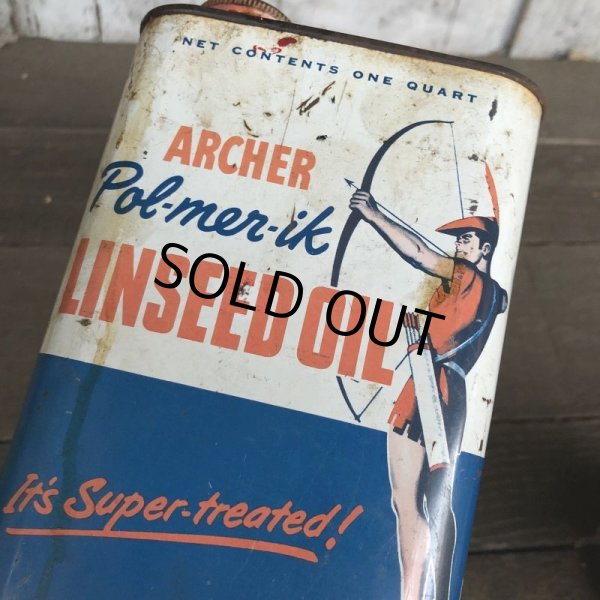 NET CONTENTS ONE QUART
ARCHER
Pol-mer-ik
LINSEED OIL
SOLD OUT
It's Super-treated!